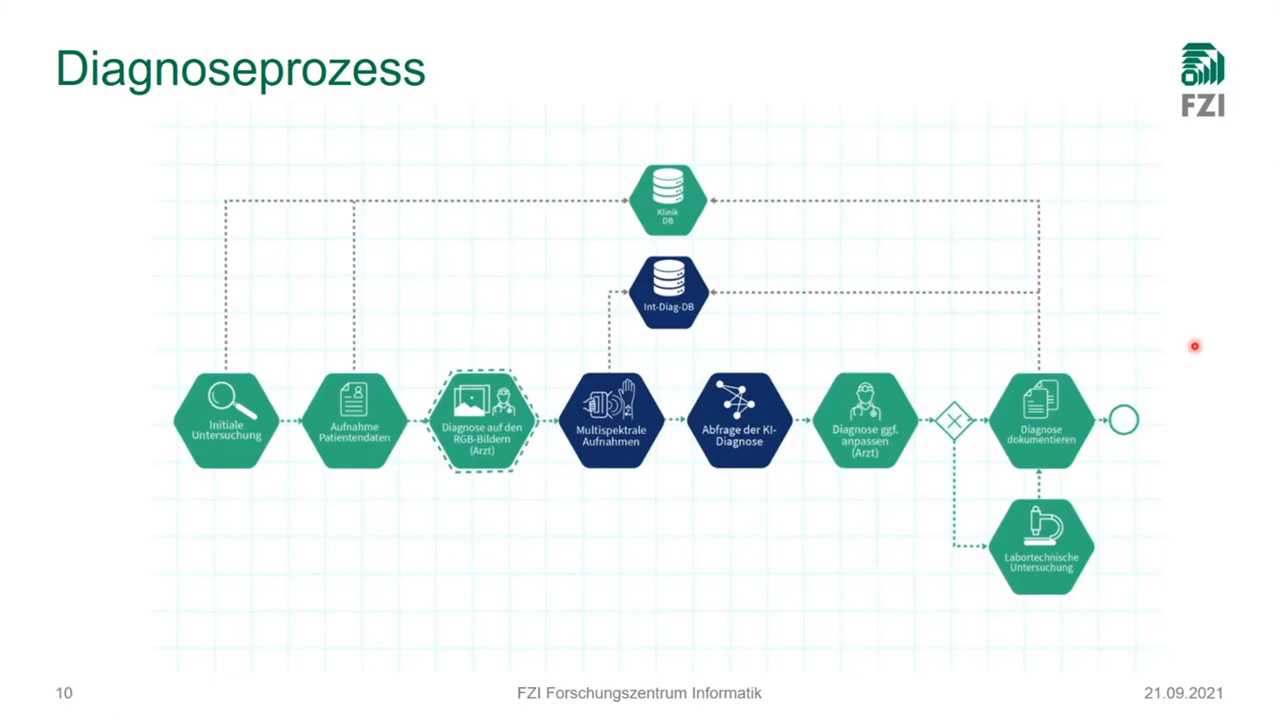 Diagnoseprozess
FZI
Klinik
DB
Int-Diag-DB
Initiale
Untersuchung
Aufnahme
Patientendaten
Diagnose auf den
RGB-Bildern
(Arzt)
Multispektrale
Aufnahmen
Abfrage der KI-
Diagnose
Diagnose ggf.
anpassen
(Arzt)
Diagnose
dokumentieren
Labortechnische
Untersuchung
10
FZI Forschungszentrum Informatik
21.09.2021